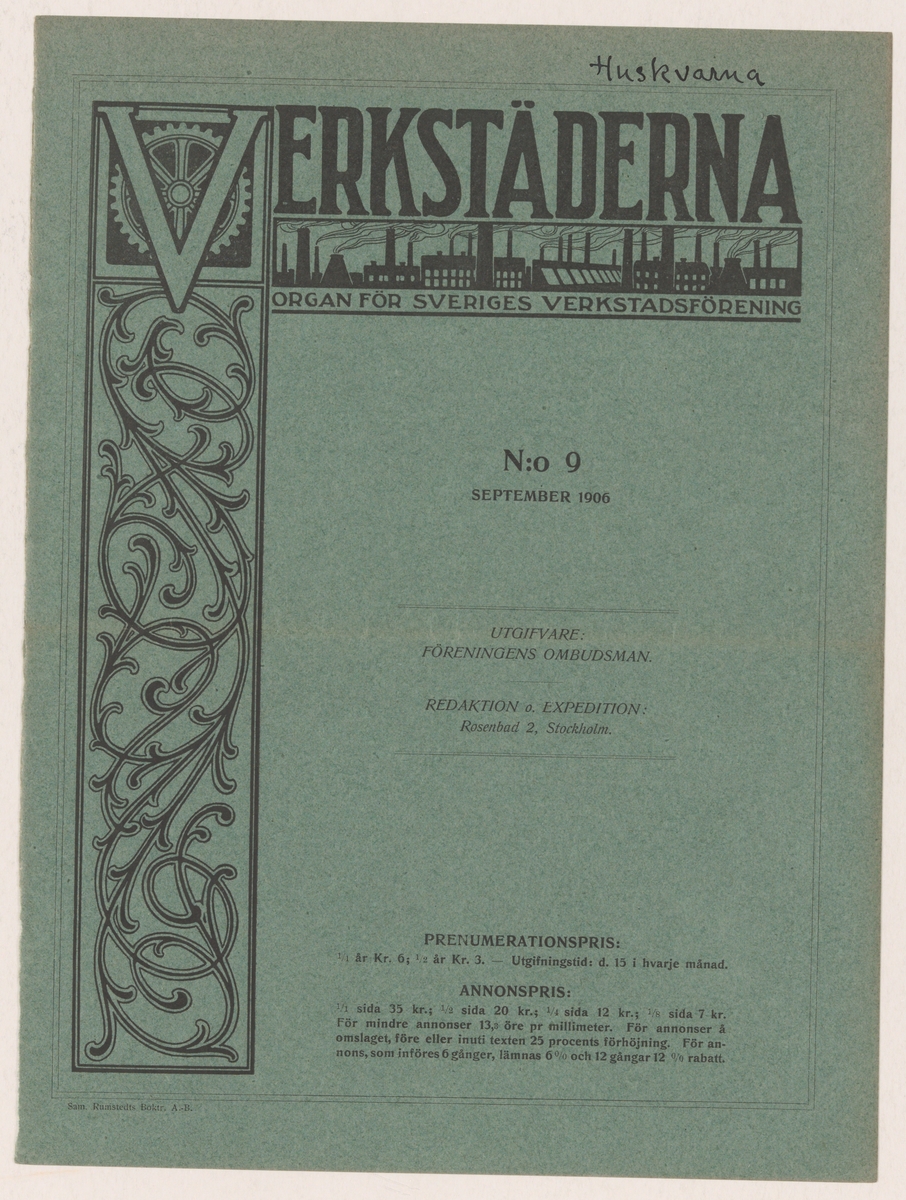 Huskvarna
VERKSTÄDERNA
ORGAN FÖR SVERIGES VERKSTADSFÖRENING
N:o 9
SEPTEMBER 1906
UTGIFVARE:
FÖRENINGENS OMBUDSMAN.
REDAKTION o. EXPEDITION:
Rosenbad 2, Stockholm.
PRENUMERATIONSPRIS:
1/1 år Kr. 6; 1/2 år Kr. 3. — Utgifningstid: d. 15 i hvarje månad.
ANNONSPRIS:
1/1 sida 35 kr.; 1/2 sida 20 kr.; 1/4 sida 12 kr.; 1/8 sida 7 kr.
För mindre annonser 13,5 öre pr millimeter. För annonser å
omslaget, före eller inuti texten 25 procents förhöjning. För an-
nons, som införes 6 gånger, lämnas 6 % och 12 gångar 12 % rabatt.
Sam. Ramstedts Boktr. A.-B.